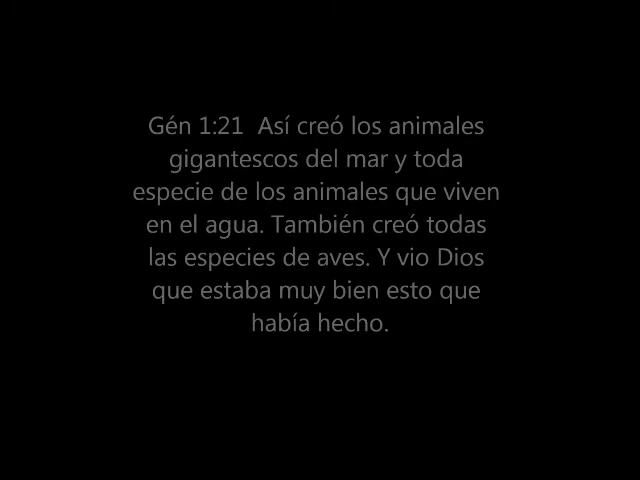 Gén 1:21  Así creó los animales
gigantescos del mar y toda
especie de los animales que viven
en el agua. También creó todas
las especies de aves. Y vio Dios
que estaba muy bien esto que
había hecho.